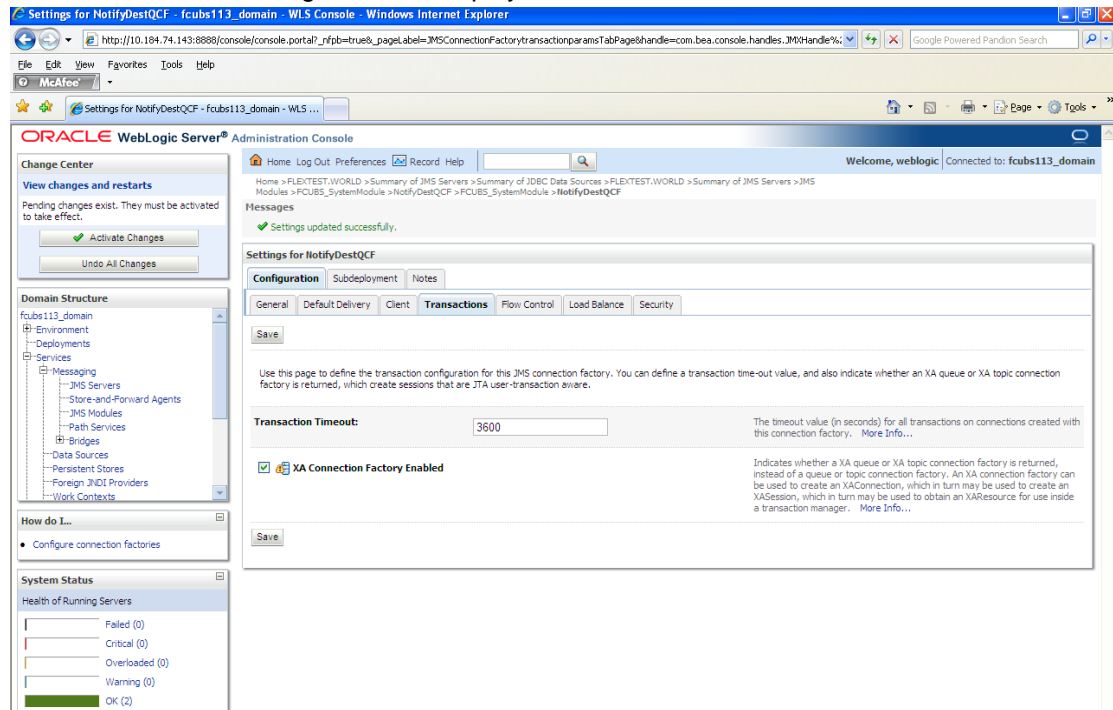 Settings for NotifyDestQCF - fcubs113_domain - WLS Console - Windows Internet Explorer
http://10.184.74.143:8888/console/console.portal?_nfpb=true&_pageLabel=JMSConnectionFactorytransactionparamsTabPage&handle=com.bea.console.handles.JMXHandle%
Google Powered Pandion Search
File Edit View Favorites Tools Help
McAfee
Settings for NotifyDestQCF - fcubs113_domain - WLS ...
Page Tools
ORACLE WebLogic Server® Administration Console
Change Center
View changes and restarts
Pending changes exist. They must be activated
to take effect.
Activate Changes
Undo All Changes
Domain Structure
fcubs113_domain
Environment
Deployments
Services
Messaging
JMS Servers
Store-and-Forward Agents
JMS Modules
Path Services
Bridges
Data Sources
Persistent Stores
Foreign JNDI Providers
Work Contexts
How do I...
Configure connection factories
System Status
Health of Running Servers
Failed (0)
Critical (0)
Overloaded (0)
Warning (0)
OK (2)
Home Log Out Preferences Record Help
Welcome, weblogic Connected to: fcubs113_domain
Home >FLEXTEST.WORLD >Summary of JMS Servers >Summary of JDBC Data Sources >FLEXTEST.WORLD >Summary of JMS Servers >JMS
Modules >FCUBS_SystemModule >NotifyDestQCF >FCUBS_SystemModule >NotifyDestQCF
Messages
Settings updated successfully.
Settings for NotifyDestQCF
Configuration Subdeployment Notes
General Default Delivery Client Transactions Flow Control Load Balance Security
Save
Use this page to define the transaction configuration for this JMS connection factory. You can define a transaction time-out value, and also indicate whether an XA queue or XA topic connection
factory is returned, which create sessions that are JTA user-transaction aware.
Transaction Timeout:
3600
The timeout value (in seconds) for all transactions on connections created with
this connection factory. More Info...
XA Connection Factory Enabled
Indicates whether a XA queue or XA topic connection factory is returned,
instead of a queue or topic connection factory. An XA connection factory can
be used to create an XAConnection, which in turn may be used to create an
XASession, which in turn may be used to obtain an XAResource for use inside
a transaction manager. More Info...
Save